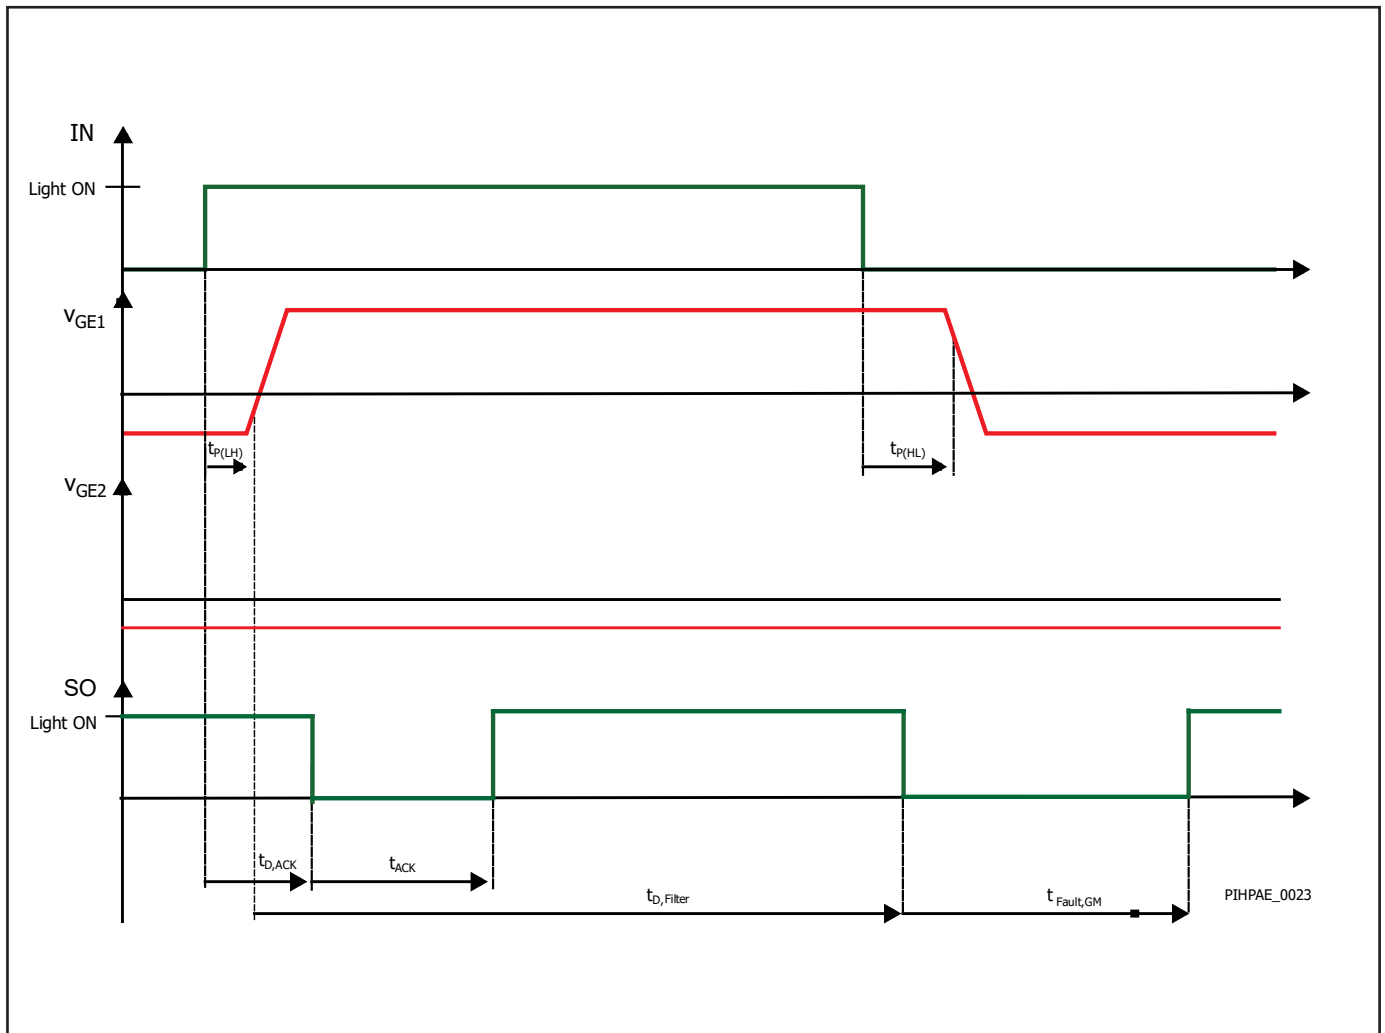 IN
Light ON
vGE1
tP(LH)
tP(HL)
vGE2
SO
Light ON
tD,ACK
tACK
tD,Filter
t Fault,GM
PIHPAE_0023